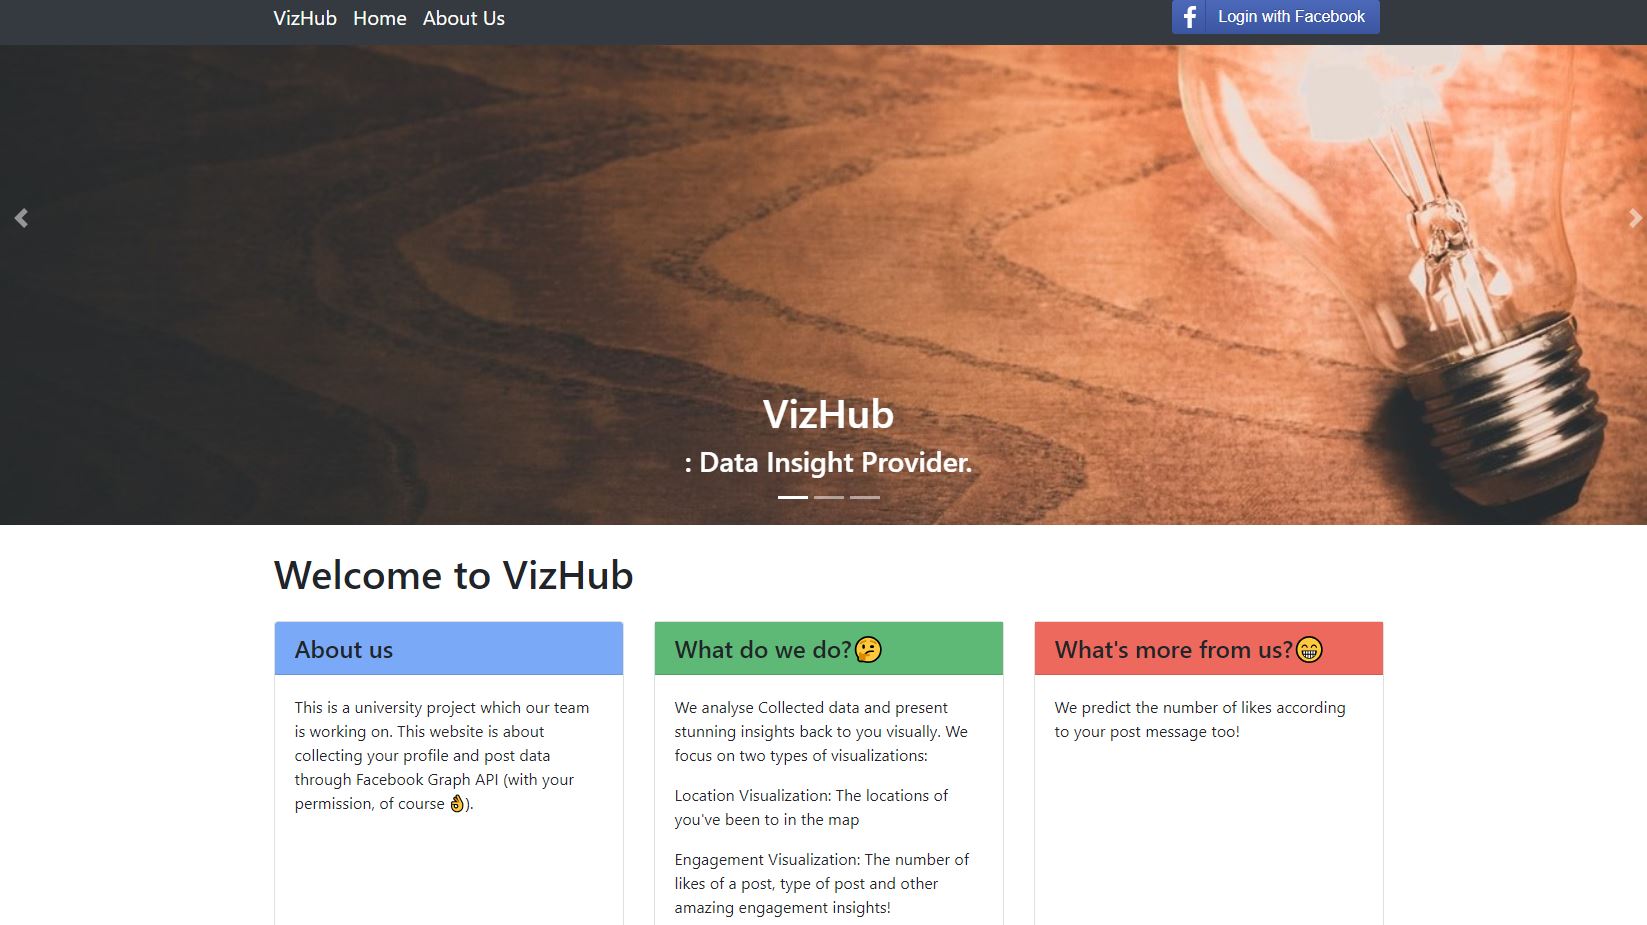 VizHub Home About Us
Login with Facebook
VizHub
: Data Insight Provider.
Welcome to VizHub
About us
This is a university project which our team
is working on. This website is about
collecting your profile and post data
through Facebook Graph API (with your
permission, of course 👌).
What do we do?🤔
We analyse Collected data and present
stunning insights back to you visually. We
focus on two types of visualizations:
Location Visualization: The locations of
you've been to in the map
Engagement Visualization: The number of
likes of a post, type of post and other
amazing engagement insights!
What's more from us?😁
We predict the number of likes according
to your post message too!